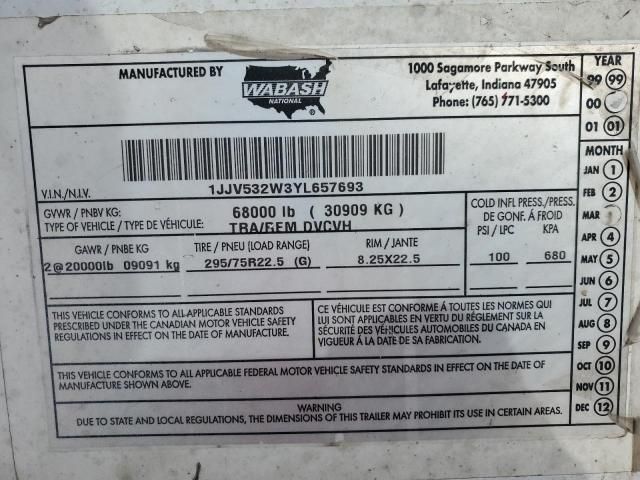 MANUFACTURED BY
WABASH
NATIONAL
®
1000 Sagamore Parkway South
Lafayette, Indiana 47905
Phone: (765) 771-5300
1JJV532W3YL657693
V.I.N./N.I.V.
GVWR / PNBV KG: 68000 lb ( 30909 KG )
TYPE OF VEHICLE / TYPE DE VÉHICULE: TRA/REM DVCVH
COLD INFL PRESS./PRESS.
DE GONF. Á FROID
PSI / LPC KPA
GAWR / PNBE KG TIRE / PNEU (LOAD RANGE) RIM / JANTE
2@20000lb 09091 kg 295/75R22.5 (G) 8.25X22.5 100 680
THIS VEHICLE CONFORMS TO ALL-APPLICABLE STANDARDS
PRESCRIBED UNDER THE CANADIAN MOTOR VEHICLE SAFETY
REGULATIONS IN EFFECT ON THE DATE OF MANUFACTURE.
CE VÉHICULE EST CONFORME Á TOUTES LES NORMES QUI
LUI SONT APPLICABLES EN VERTU DU RÉGLEMENT SUR LA
SÉCURITÉ DES VÉHICULES AUTOMOBILES DU CANADA EN
VIGUEUR Á LA DATE DE SA FABRICATION.
THIS VEHICLE CONFORMS TO ALL APPLICABLE FEDERAL MOTOR VEHICLE SAFETY STANDARDS IN EFFECT ON THE DATE OF
MANUFACTURE SHOWN ABOVE.
WARNING
DUE TO STATE AND LOCAL REGULATIONS, THE DIMENSIONS OF THIS TRAILER MAY PROHIBIT ITS USE IN CERTAIN AREAS.
YEAR
99 99
00
01 01
MONTH
JAN 1
FEB 2
MAR
APR 4
MAY 5
JUN 6
JUL 7
AUG 8
SEP 9
OCT 10
NOV 11
DEC 12